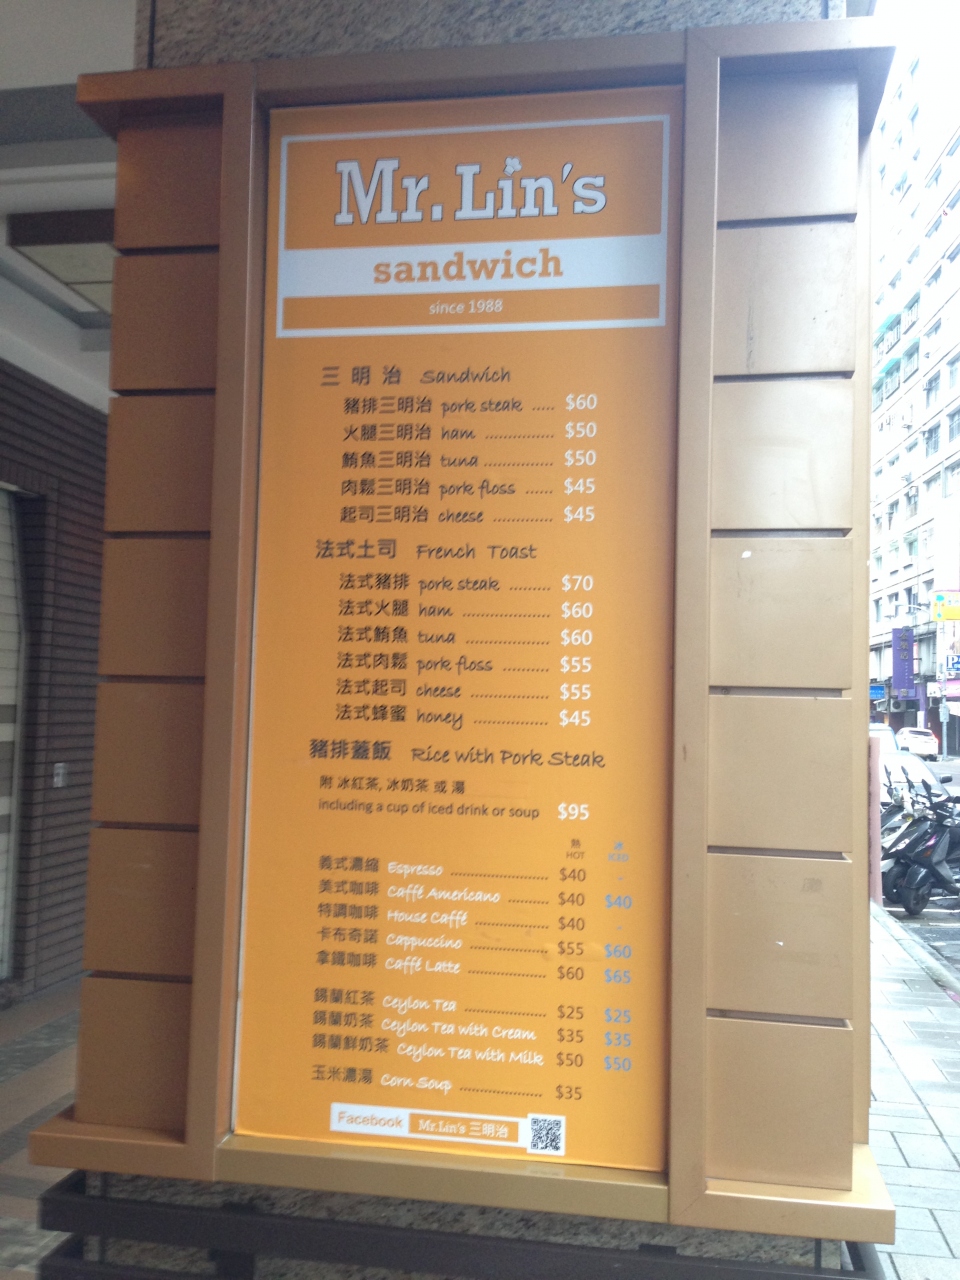 Mr. Lin's
sandwich
since 1988
三明治 Sandwich
豬排三明治 pork steak ..... $60
火腿三明治 ham ............... $50
鮪魚三明治 tuna ............... $50
肉鬆三明治 pork floss ...... $45
起司三明治 cheese ............. $45
法式土司 French Toast
法式豬排 pork steak ......... $70
法式火腿 ham ................... $60
法式鮪魚 tuna .................. $60
法式肉鬆 pork floss .......... $55
法式起司 cheese ................. $55
法式蜂蜜 honey ................ $45
豬排蓋飯 Rice with Pork Steak
附 冰紅茶, 冰奶茶 或 湯
including a cup of iced drink or soup $95
熱 冰
HOT ICED
義式濃縮 Espresso ..................... $40 -
美式咖啡 Caffé Americano ........... $40 $40
特調咖啡 House Caffé ................ $40 -
卡布奇諾 Cappuccino ................. $55 $60
拿鐵咖啡 Caffé Latte ................. $60 $65
錫蘭紅茶 Ceylon Tea ................... $25 $25
錫蘭奶茶 Ceylon Tea with Cream $35 $35
錫蘭鮮奶茶 Ceylon Tea with Milk $50 $50
玉米濃湯 Corn Soup .................. $35
Facebook Mr.Lin's 三明治